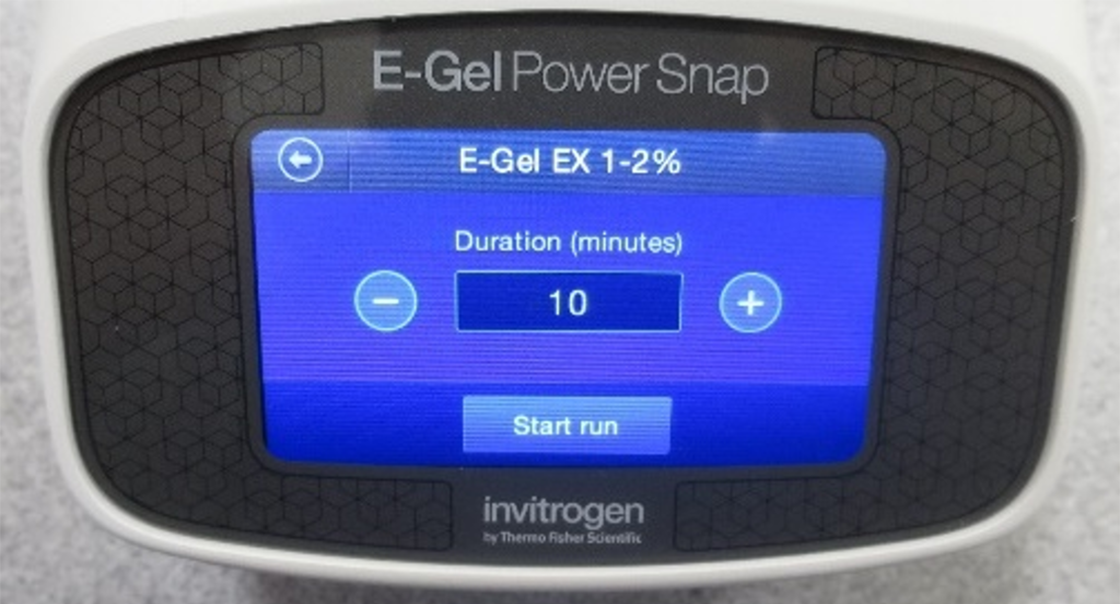 E-Gel Power Snap
E-Gel EX 1-2%
Duration (minutes)
10
Start run
invitrogen
by Thermo Fisher Scientific